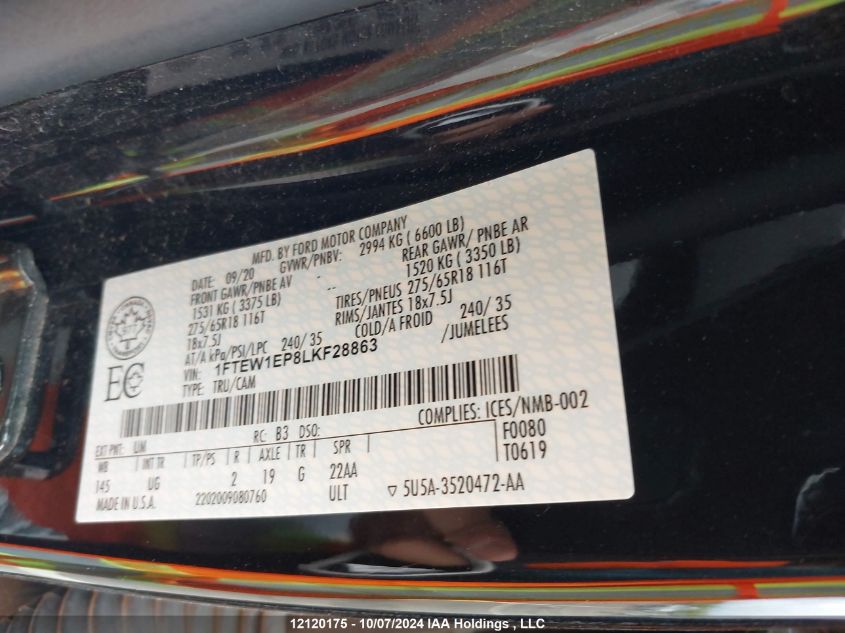 MFD. BY FORD MOTOR COMPANY
DATE: 09/20 GVWR/PNBV: 2994 KG ( 6600 LB)
FRONT GAWR/PNBE AV REAR GAWR/ PNBE AR
1531 KG ( 3375 LB) -- 1520 KG ( 3350 LB)
275/65R18 116T TIRES/PNEUS 275/65R18 116T
18x7.5J RIMS/JANTES 18x7.5J
AT/A kPa/PSI/LPC 240/ 35 COLD/A FROID 240/ 35
VIN: 1FTEW1EP8LKF28863 /JUMELEES
TYPE: TRU/CAM
EC
COMPLIES: ICES/NMB-002
EXT PNT: UM RC: B3 DSO: F0080
WB INT TR TP/PS R AXLE TR SPR T0619
145 UG 2 19 G 22AA
MADE IN U.S.A. 2202009080760 ULT ▽ 5U5A-3520472-AA
12120175 - 10/07/2024 IAA Holdings , LLC